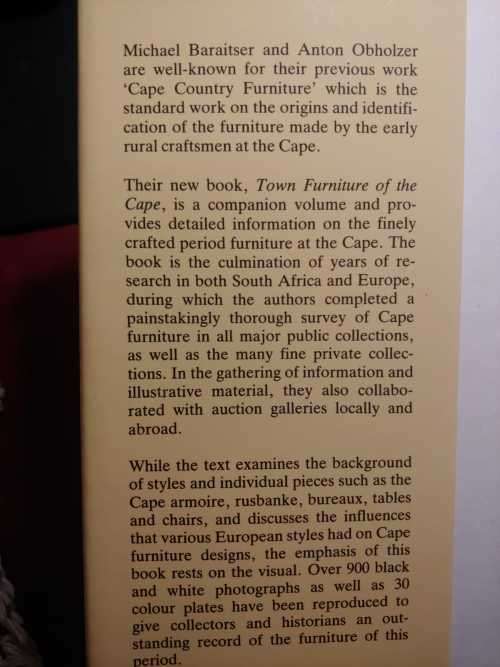 Michael Baraitser and Anton Obholzer
are well-known for their previous work
‘Cape Country Furniture’ which is the
standard work on the origins and identifi-
cation of the furniture made by the early
rural craftsmen at the Cape.
Their new book, Town Furniture of the
Cape, is a companion volume and pro-
vides detailed information on the finely
crafted period furniture at the Cape. The
book is the culmination of years of re-
search in both South Africa and Europe,
during which the authors completed a
painstakingly thorough survey of Cape
furniture in all major public collections,
as well as the many fine private collec-
tions. In the gathering of information and
illustrative material, they also collabo-
rated with auction galleries locally and
abroad.
While the text examines the background
of styles and individual pieces such as the
Cape armoire, rusbanke, bureaux, tables
and chairs, and discusses the influences
that various European styles had on Cape
furniture designs, the emphasis of this
book rests on the visual. Over 900 black
and white photographs as well as 30
colour plates have been reproduced to
give collectors and historians an out-
standing record of the furniture of this
period.